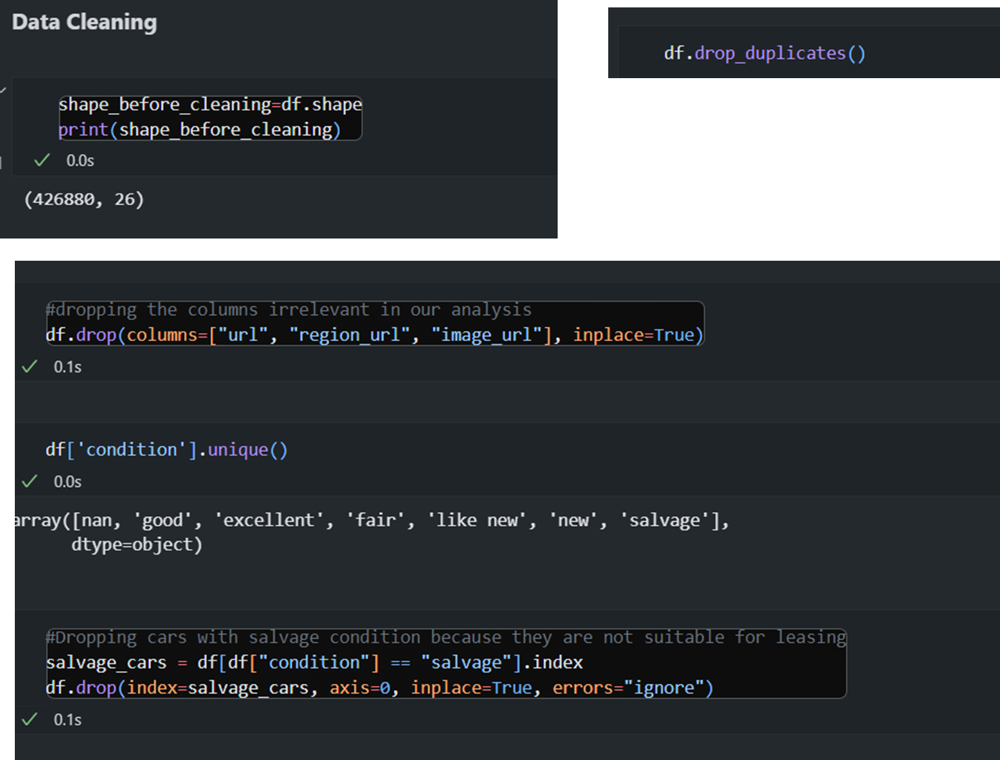 Data Cleaning
shape_before_cleaning=df.shape
print(shape_before_cleaning)
0.0s
(426880, 26)
df.drop_duplicates()
#dropping the columns irrelevant in our analysis
df.drop(columns=["url", "region_url", "image_url"], inplace=True)
0.1s
df['condition'].unique()
0.0s
array([nan, 'good', 'excellent', 'fair', 'like new', 'new', 'salvage'],
dtype=object)
#Dropping cars with salvage condition because they are not suitable for leasing
salvage_cars = df[df["condition"] == "salvage"].index
df.drop(index=salvage_cars, axis=0, inplace=True, errors="ignore")
0.1s